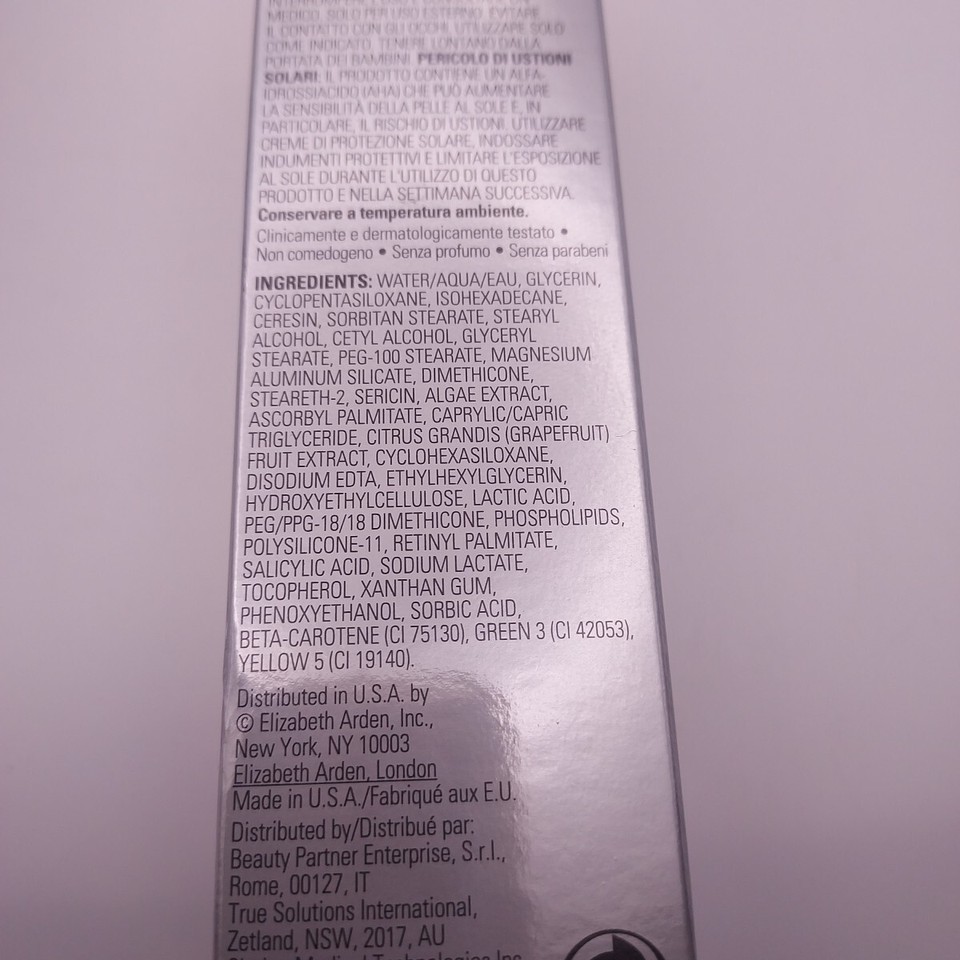 MEDICO. SOLO PER USO ESTERNO. EVITARE
IL CONTATTO CON GLI OCCHI. UTILIZZARE SOLO
COME INDICATO. TENERE LONTANO DALLA
PORTATA DEI BAMBINI. PERICOLO DI USTIONI
SOLARI: IL PRODOTTO CONTIENE UN ALFA-
IDROSSIACIDO (AHA) CHE PUÒ AUMENTARE
LA SENSIBILITÀ DELLA PELLE AL SOLE E, IN
PARTICOLARE, IL RISCHIO DI USTIONI. UTILIZZARE
CREME DI PROTEZIONE SOLARE, INDOSSARE
INDUMENTI PROTETTIVI E LIMITARE L'ESPOSIZIONE
AL SOLE DURANTE L'UTILIZZO DI QUESTO
PRODOTTO E NELLA SETTIMANA SUCCESSIVA.
Conservare a temperatura ambiente.
Clinicamente e dermatologicamente testato •
Non comedogeno • Senza profumo • Senza parabeni
INGREDIENTS: WATER/AQUA/EAU, GLYCERIN,
CYCLOPENTASILOXANE, ISOHEXADECANE,
CERESIN, SORBITAN STEARATE, STEARYL
ALCOHOL, CETYL ALCOHOL, GLYCERYL
STEARATE, PEG-100 STEARATE, MAGNESIUM
ALUMINUM SILICATE, DIMETHICONE,
STEARETH-2, SERICIN, ALGAE EXTRACT,
ASCORBYL PALMITATE, CAPRYLIC/CAPRIC
TRIGLYCERIDE, CITRUS GRANDIS (GRAPEFRUIT)
FRUIT EXTRACT, CYCLOHEXASILOXANE,
DISODIUM EDTA, ETHYLHEXYLGLYCERIN,
HYDROXYETHYLCELLULOSE, LACTIC ACID,
PEG/PPG-18/18 DIMETHICONE, PHOSPHOLIPIDS,
POLYSILICONE-11, RETINYL PALMITATE,
SALICYLIC ACID, SODIUM LACTATE,
TOCOPHEROL, XANTHAN GUM,
PHENOXYETHANOL, SORBIC ACID,
BETA-CAROTENE (CI 75130), GREEN 3 (CI 42053),
YELLOW 5 (CI 19140).
Distributed in U.S.A. by
© Elizabeth Arden, Inc.,
New York, NY 10003
Elizabeth Arden, London
Made in U.S.A./Fabriqué aux E.U.
Distributed by/Distribué par:
Beauty Partner Enterprise, S.r.l.,
Rome, 00127, IT
True Solutions International,
Zetland, NSW, 2017, AU